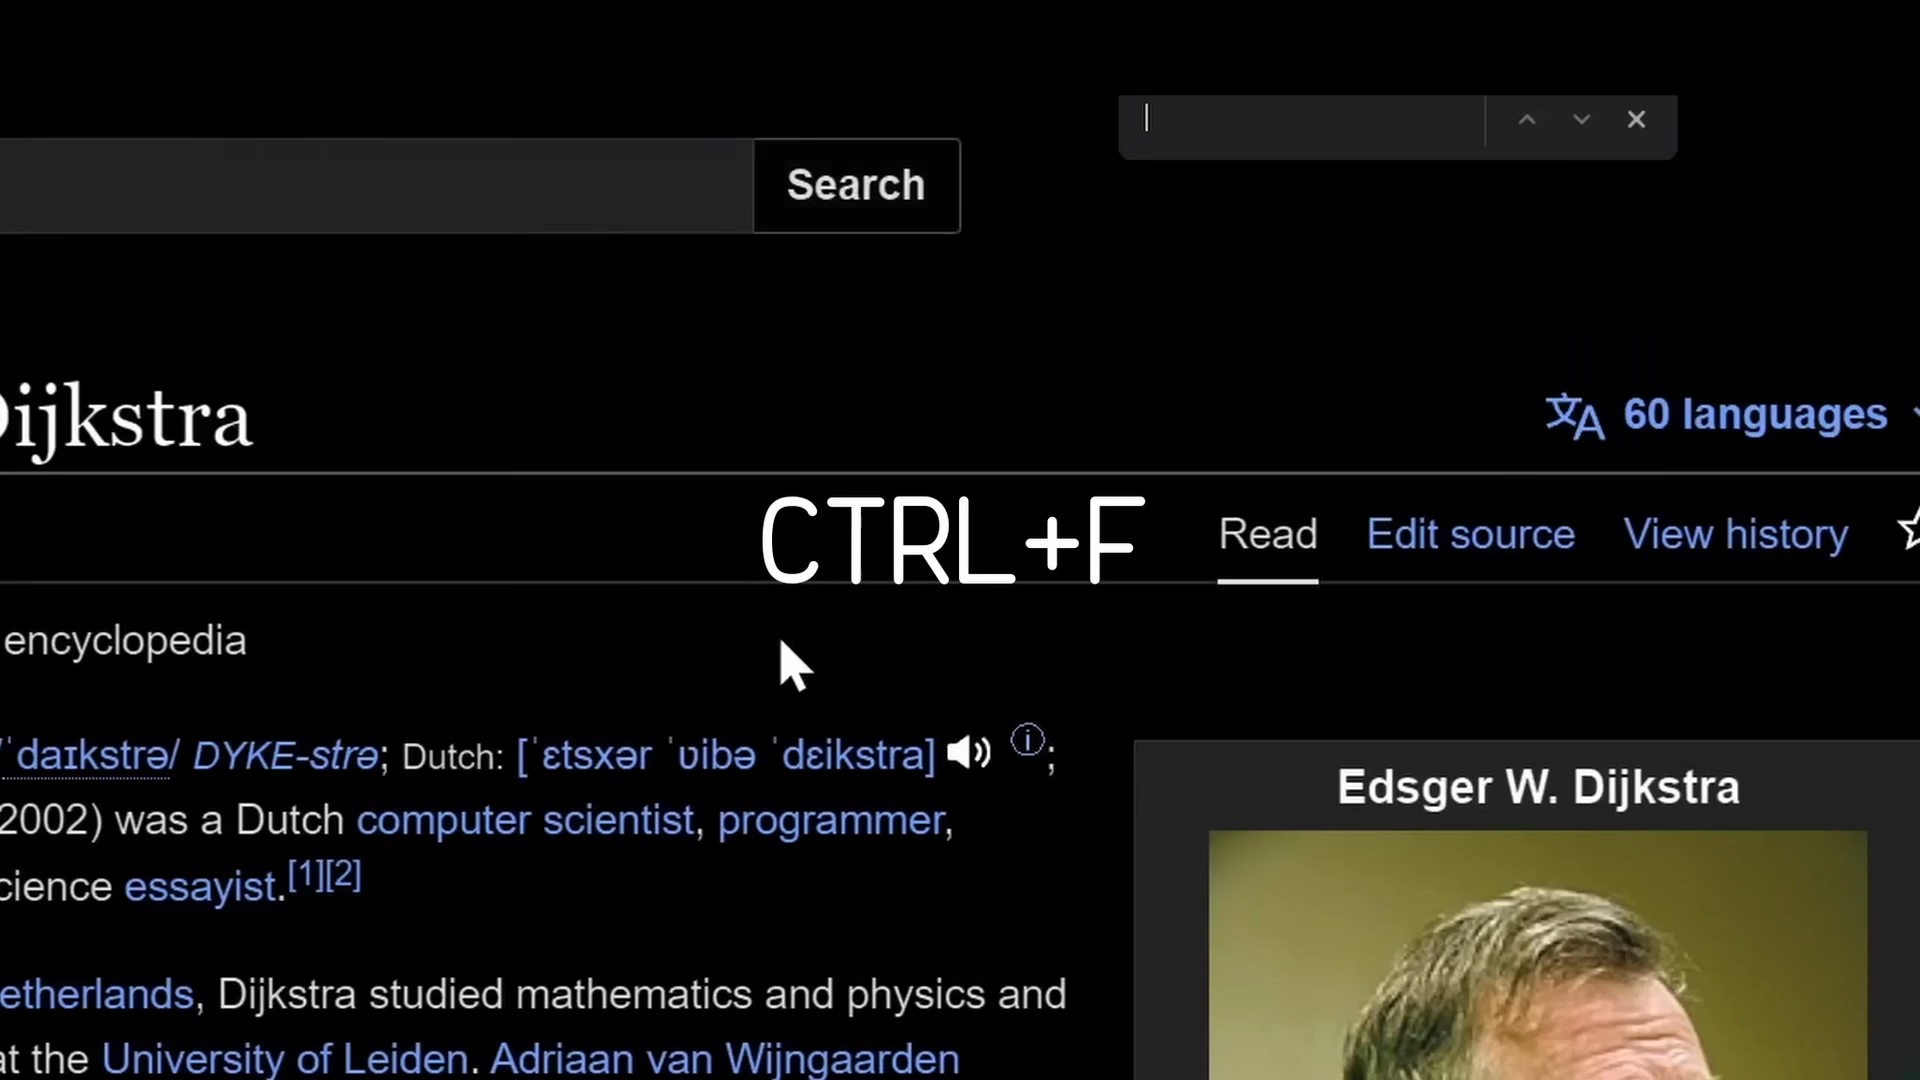 Search
Dijkstra
60 languages
CTRL+F
Read Edit source View history
encyclopedia
/ˈdaɪkstrə/ DYKE-strə; Dutch: [ˈɛtsxər ˈʋibə ˈdɛikstra] ;
2002) was a Dutch computer scientist, programmer,
cience essayist.[1][2]
Edsger W. Dijkstra
etherlands, Dijkstra studied mathematics and physics and
at the University of Leiden. Adriaan van Wijngaarden